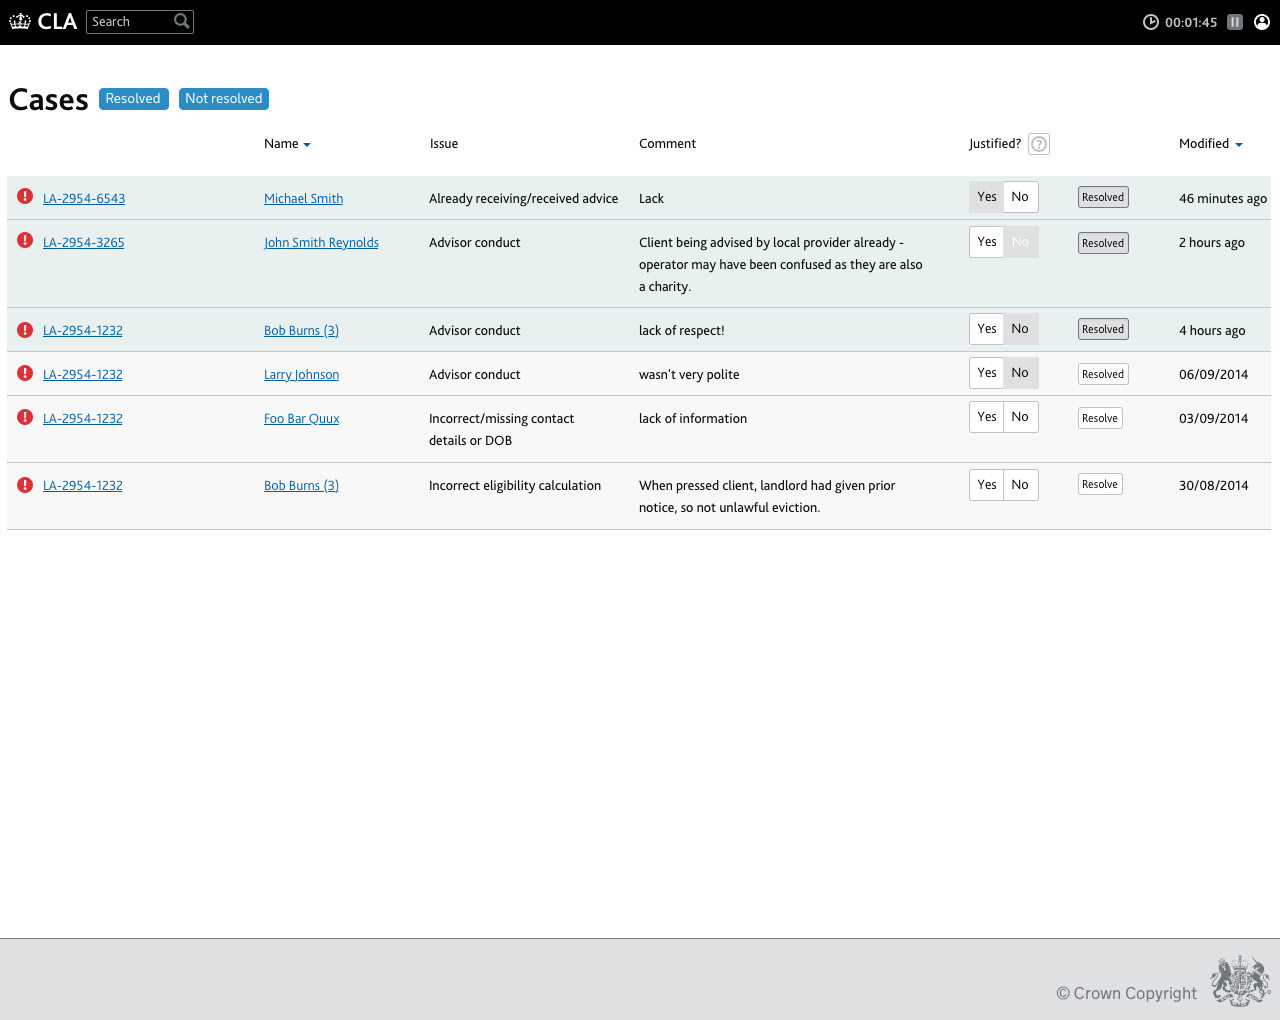 CLA Search 00:01:45
Cases Resolved Not resolved
Name Issue Comment Justified? ? Modified
LA-2954-6543 Michael Smith Already receiving/received advice Lack Yes No Resolved 46 minutes ago
LA-2954-3265 John Smith Reynolds Advisor conduct Client being advised by local provider already - Yes No Resolved 2 hours ago
operator may have been confused as they are also
a charity.
LA-2954-1232 Bob Burns (3) Advisor conduct lack of respect! Yes No Resolved 4 hours ago
LA-2954-1232 Larry Johnson Advisor conduct wasn't very polite Yes No Resolved 06/09/2014
LA-2954-1232 Foo Bar Quux Incorrect/missing contact lack of information Yes No Resolve 03/09/2014
details or DOB
LA-2954-1232 Bob Burns (3) Incorrect eligibility calculation When pressed client, landlord had given prior Yes No Resolve 30/08/2014
notice, so not unlawful eviction.
© Crown Copyright